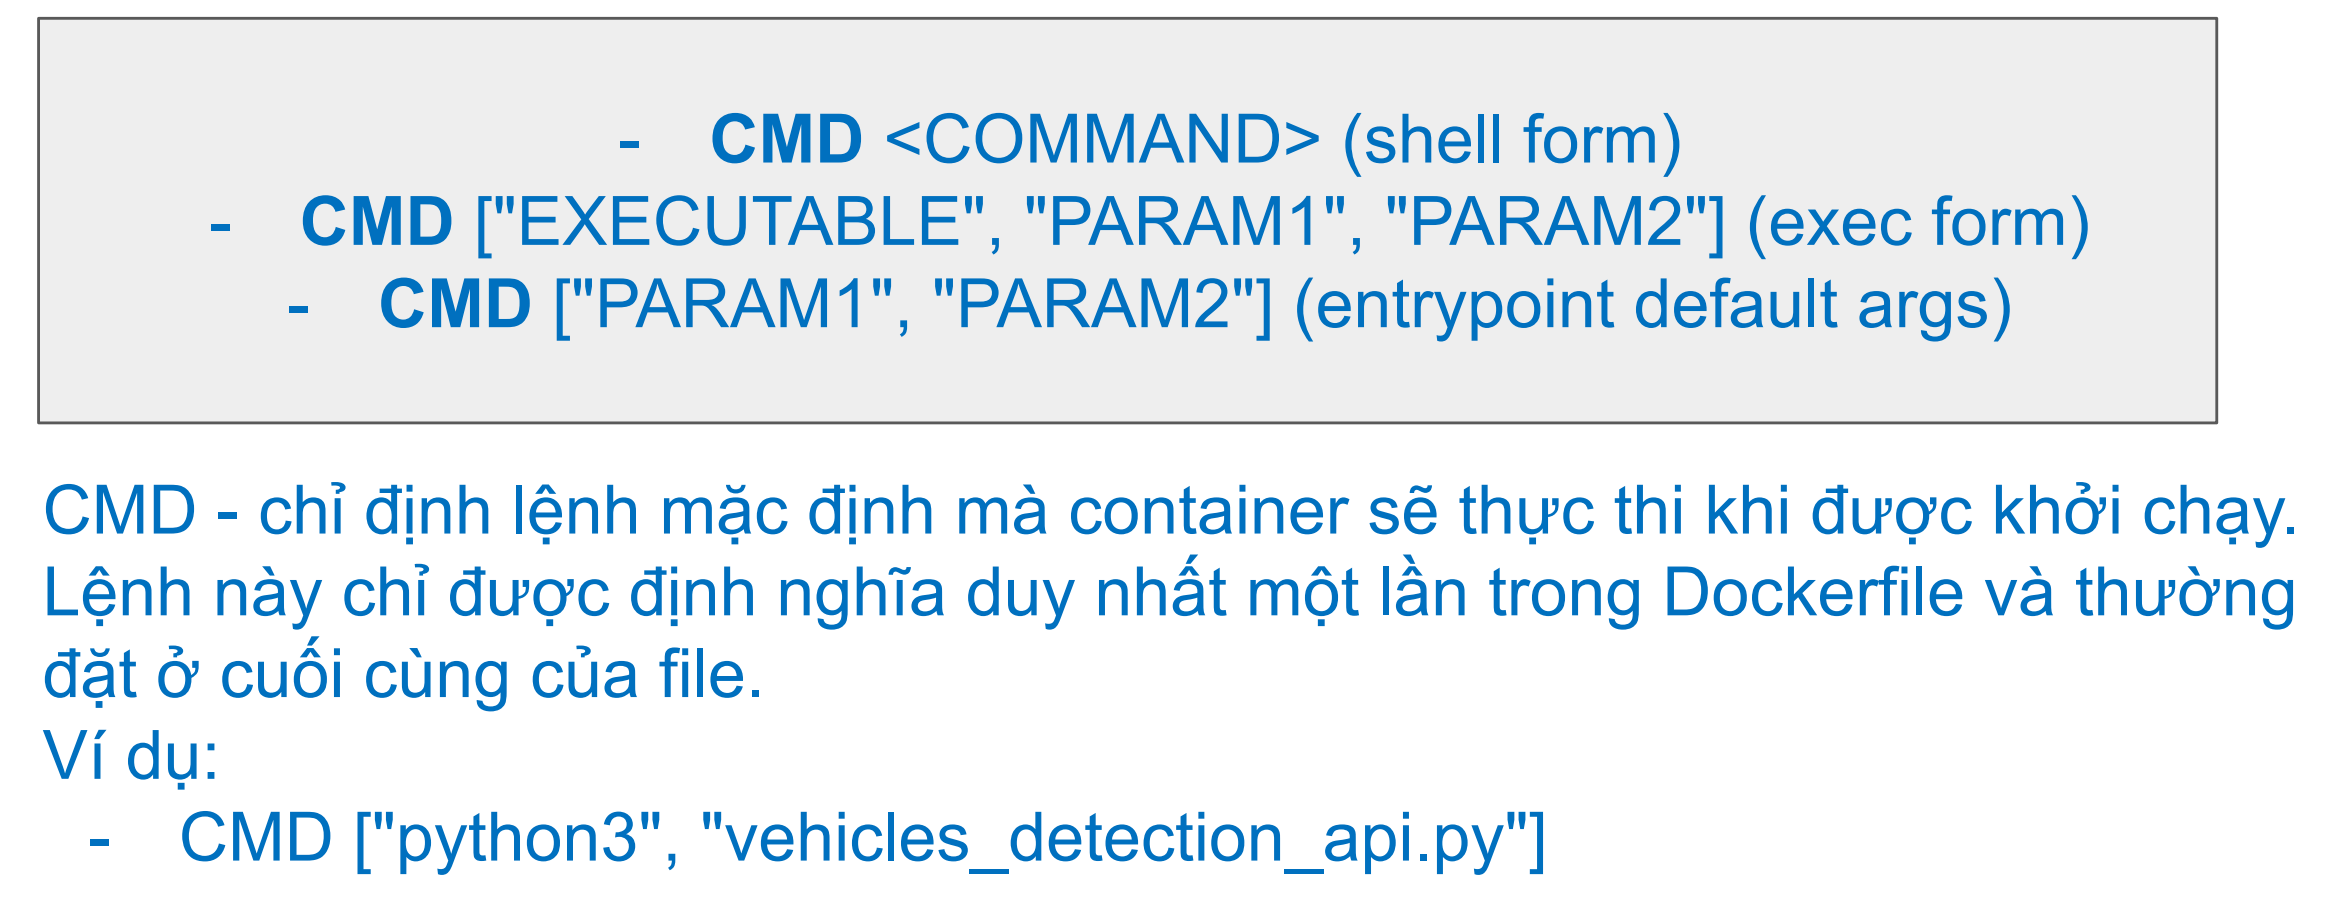 - CMD <COMMAND> (shell form)
- CMD ["EXECUTABLE", "PARAM1", "PARAM2"] (exec form)
- CMD ["PARAM1", "PARAM2"] (entrypoint default args)
CMD - chỉ định lệnh mặc định mà container sẽ thực thi khi được khởi chạy.
Lệnh này chỉ được định nghĩa duy nhất một lần trong Dockerfile và thường
đặt ở cuối cùng của file.
Ví dụ:
- CMD ["python3", "vehicles_detection_api.py"]